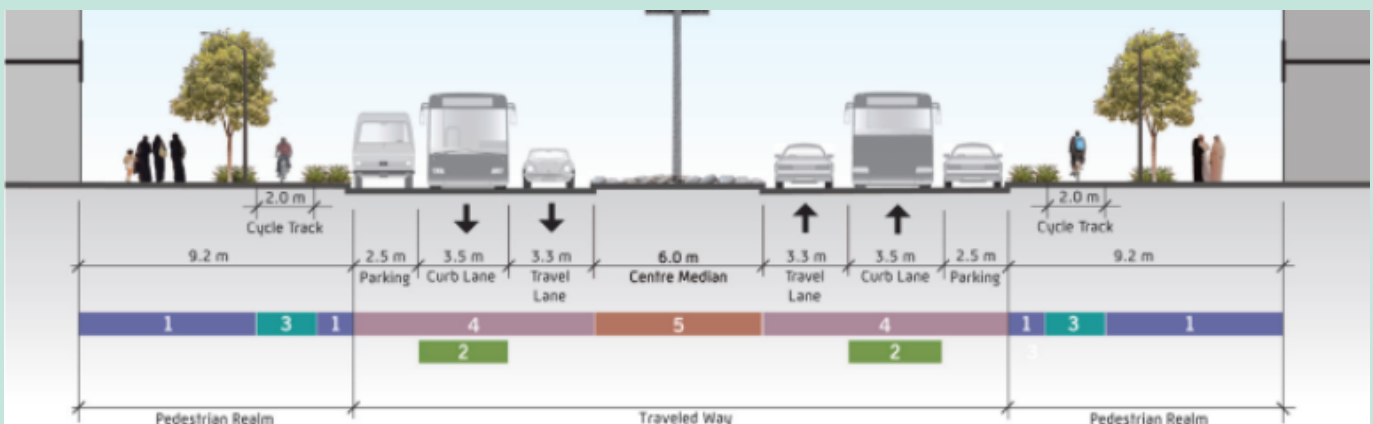 2.0 m
Cycle Track
2.0 m
Cycle Track
9.2 m
2.5 m
3.5 m
3.3 m
6.0 m
3.3 m
3.5 m
2.5 m
9.2 m
Parking
Curb Lane
Travel
Lane
Centre Median
Travel
Lane
Curb Lane
Parking
1
3
1
4
5
4
1
3
1
2
2
3
Pedestrian Realm
Traveled Way
Pedestrian Realm